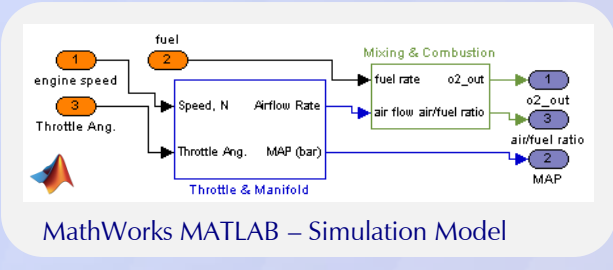 fuel
1
2
engine speed
3
Throttle Ang.
Speed, N
Airflow Rate
Throttle Ang.
MAP (bar)
Throttle & Manifold
Mixing & Combustion
fuel rate
o2_out
air flow
air/fuel ratio
1
o2_out
3
air/fuel ratio
2
MAP
MathWorks MATLAB – Simulation Model